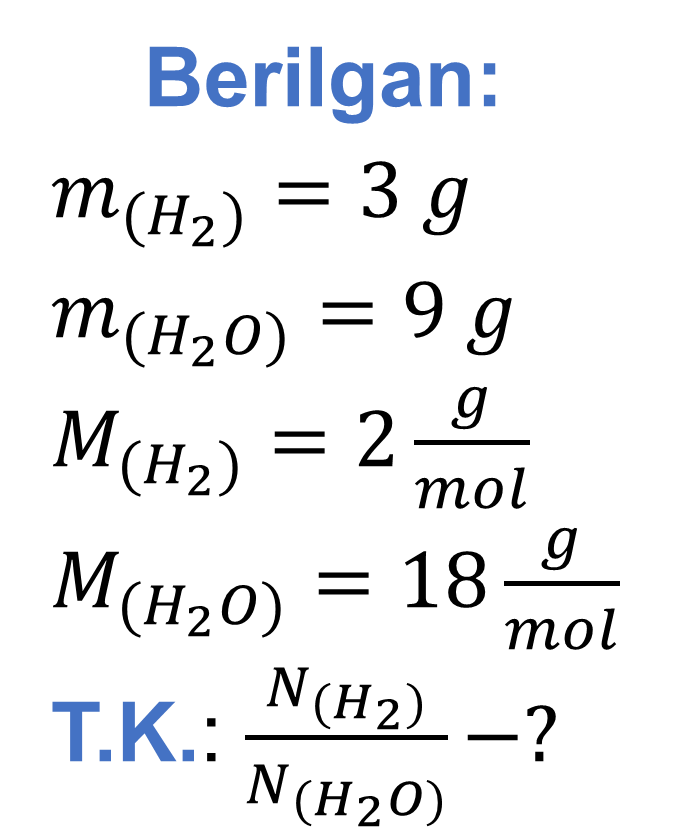 Berilgan:
m(H₂) = 3 g
m(H₂O) = 9 g
M(H₂) = 2 g/mol
M(H₂O) = 18 g/mol
T.K.: N(H₂)/N(H₂O) −?